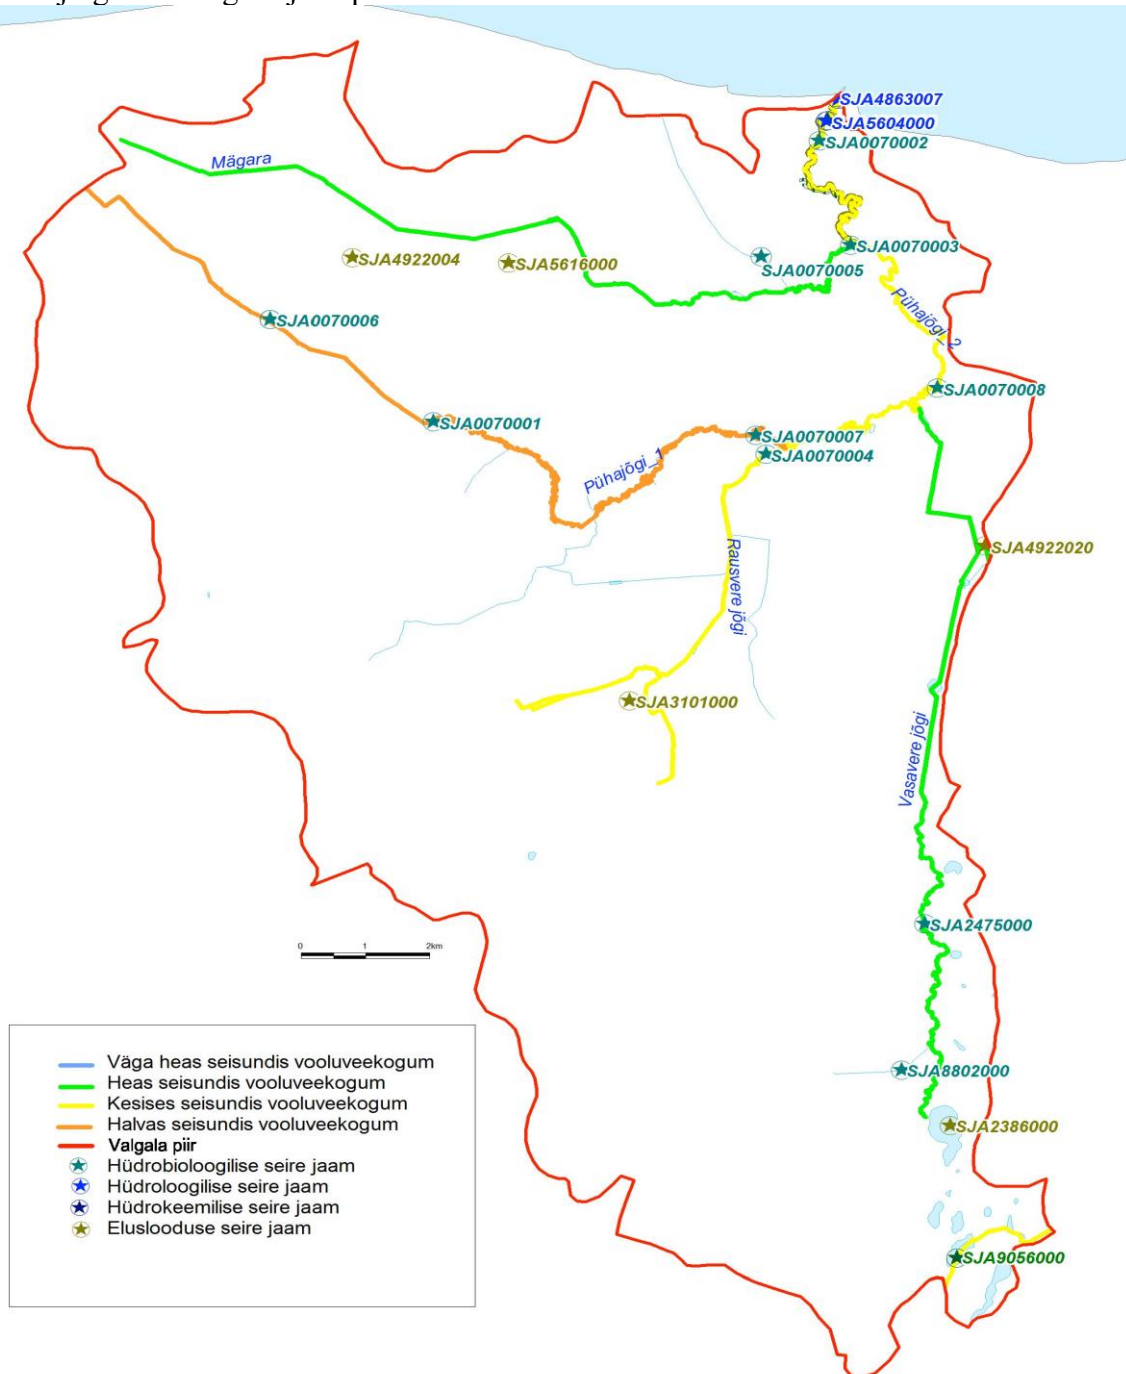 SJA4863007
SJA5604000
SJA0070002
Mägara
SJA0070003
SJA4922004
SJA5616000
SJA0070005
Pühajõgi_2
SJA0070006
SJA0070008
SJA0070001
SJA0070007
SJA0070004
Pühajõgi_1
SJA4922020
Rausvere jõgi
SJA3101000
Vasavere jõgi
SJA2475000
0 1 2km
Väga heas seisundis vooluveekogum
Heas seisundis vooluveekogum
Kesises seisundis vooluveekogum
Halvas seisundis vooluveekogum
Valgala piir
Hüdrobioloogilise seire jaam
Hüdroloogilise seire jaam
Hüdrokeemilise seire jaam
Eluslooduse seire jaam
SJA8802000
SJA2386000
SJA9056000